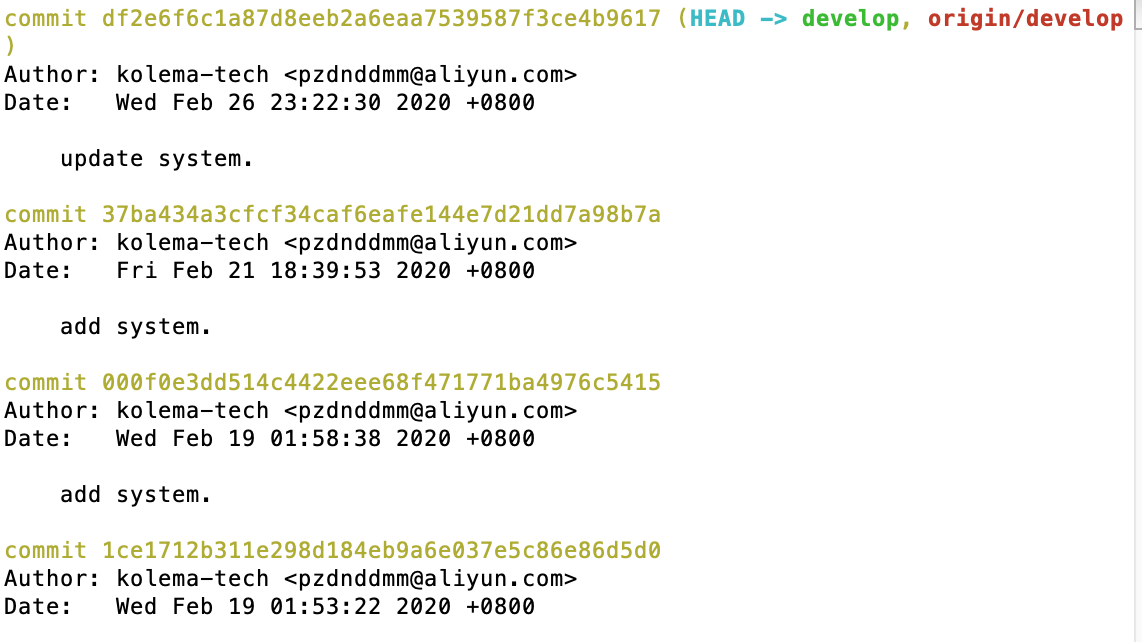 commit df2e6f6c1a87d8eeb2a6eaa7539587f3ce4b9617 (HEAD -> develop, origin/develop
)
Author: kolema-tech <pzdnddmm@aliyun.com>
Date:   Wed Feb 26 23:22:30 2020 +0800
    update system.
commit 37ba434a3cfcf34caf6eafe144e7d21dd7a98b7a
Author: kolema-tech <pzdnddmm@aliyun.com>
Date:   Fri Feb 21 18:39:53 2020 +0800
    add system.
commit 000f0e3dd514c4422eee68f471771ba4976c5415
Author: kolema-tech <pzdnddmm@aliyun.com>
Date:   Wed Feb 19 01:58:38 2020 +0800
    add system.
commit 1ce1712b311e298d184eb9a6e037e5c86e86d5d0
Author: kolema-tech <pzdnddmm@aliyun.com>
Date:   Wed Feb 19 01:53:22 2020 +0800